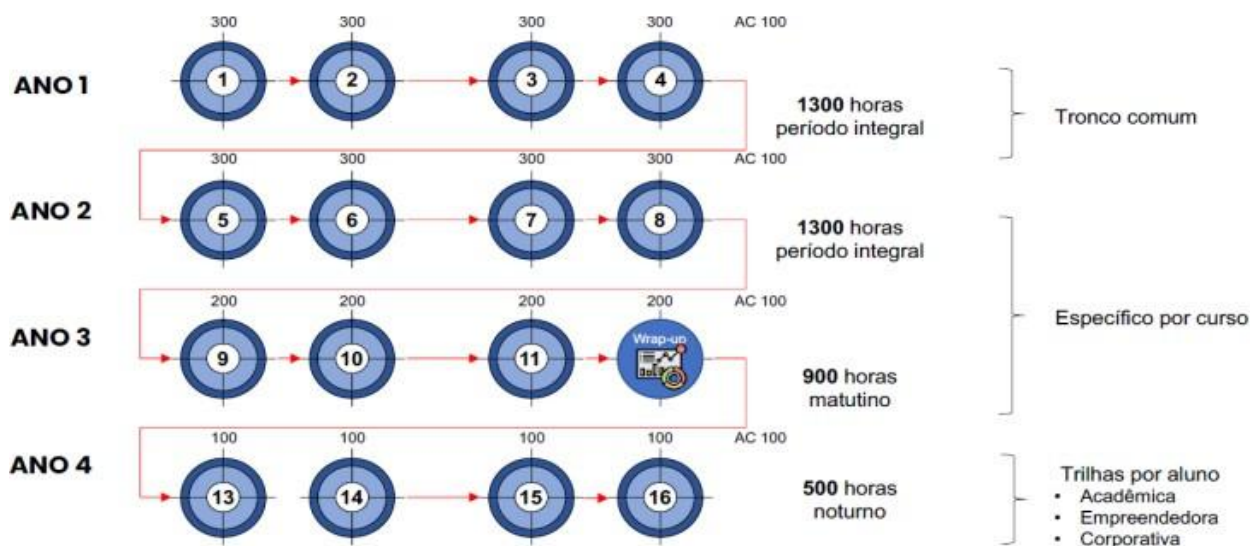 300 300 300 300 AC 100
ANO 1
1 2 3 4
1300 horas
período integral
Tronco comum
300 300 300 300 AC 100
ANO 2
5 6 7 8
1300 horas
período integral
200 200 200 200 AC 100
ANO 3
9 10 11 Wrap-up
Específico por curso
900 horas
matutino
100 100 100 100 AC 100
ANO 4
13 14 15 16
500 horas
noturno
Trilhas por aluno
• Acadêmica
• Empreendedora
• Corporativa